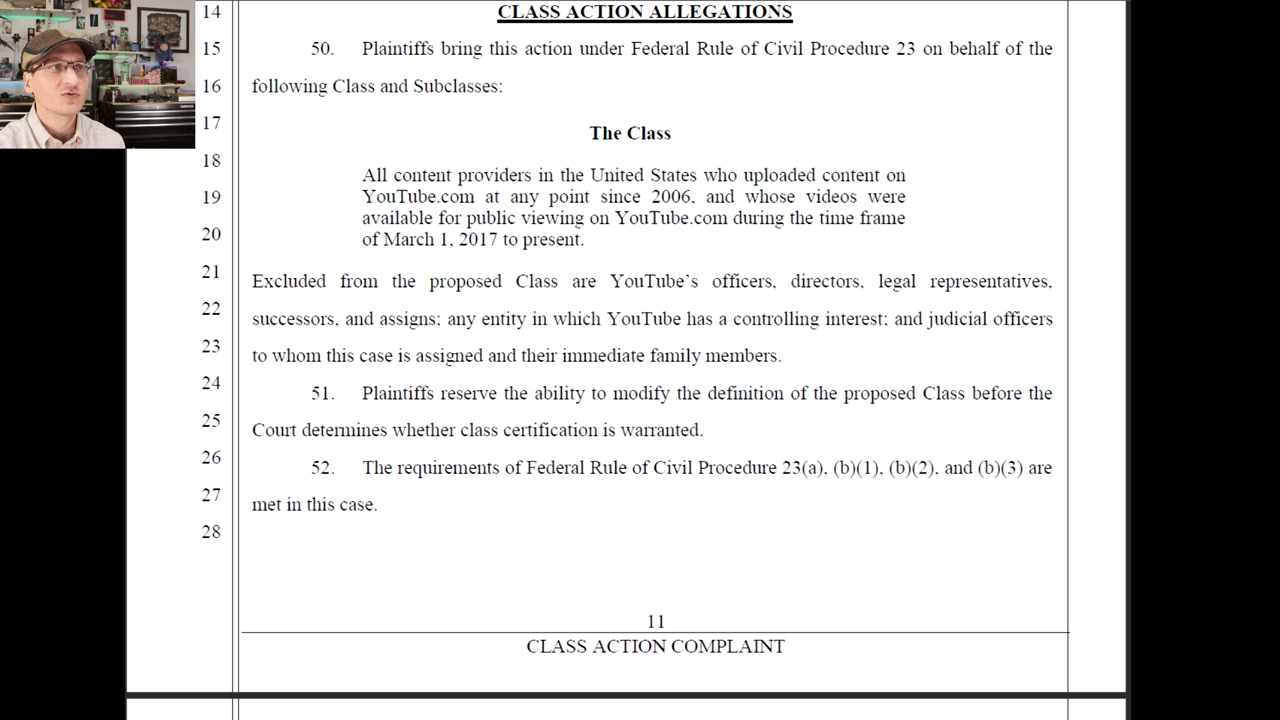 14 CLASS ACTION ALLEGATIONS
15 50. Plaintiffs bring this action under Federal Rule of Civil Procedure 23 on behalf of the
16 following Class and Subclasses:
17 The Class
18 All content providers in the United States who uploaded content on
19 YouTube.com at any point since 2006, and whose videos were
available for public viewing on YouTube.com during the time frame
20 of March 1, 2017 to present.
21 Excluded from the proposed Class are YouTube’s officers, directors, legal representatives,
22 successors, and assigns; any entity in which YouTube has a controlling interest; and judicial officers
23 to whom this case is assigned and their immediate family members.
24 51. Plaintiffs reserve the ability to modify the definition of the proposed Class before the
25 Court determines whether class certification is warranted.
26 52. The requirements of Federal Rule of Civil Procedure 23(a), (b)(1), (b)(2), and (b)(3) are
27 met in this case.
28
11
CLASS ACTION COMPLAINT